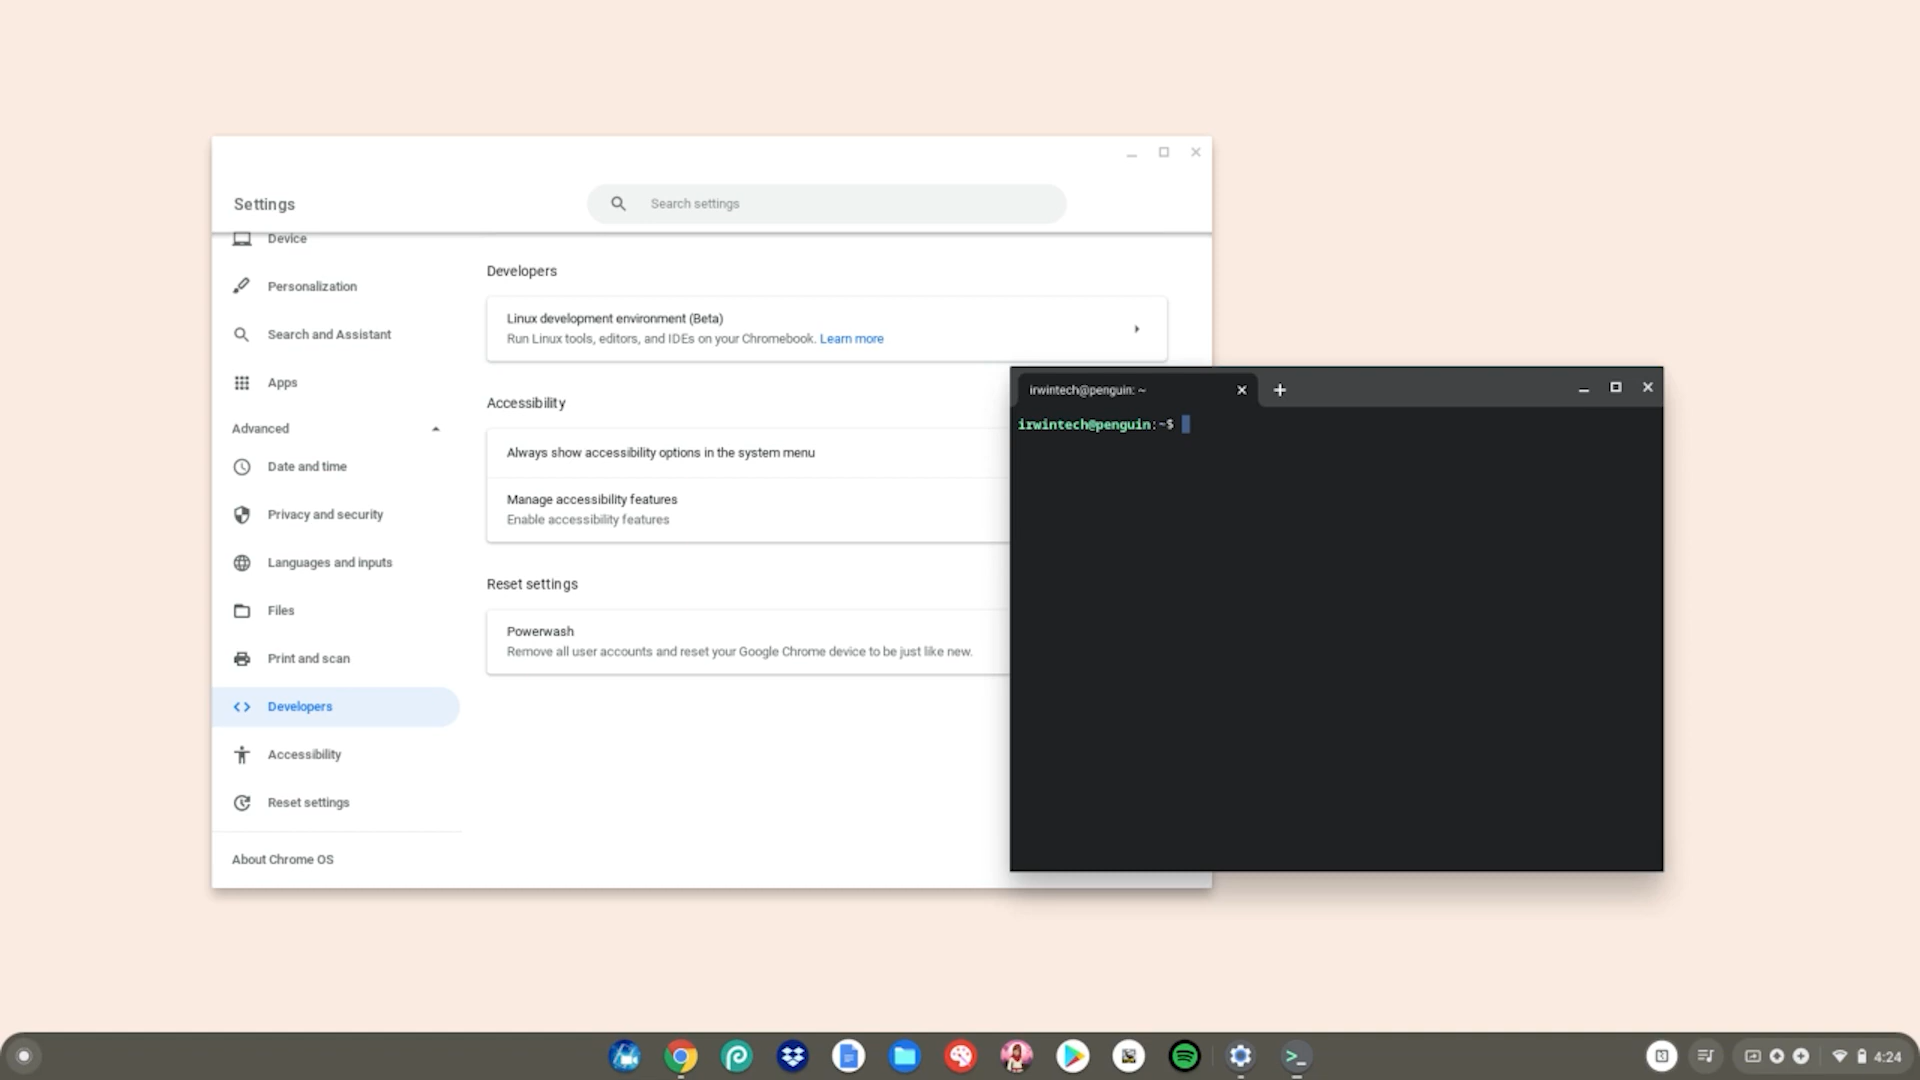 Settings
Search settings
Device
Personalization
Search and Assistant
Apps
Advanced
Date and time
Privacy and security
Languages and inputs
Files
Print and scan
Developers
Accessibility
Reset settings
About Chrome OS
Developers
Linux development environment (Beta)
Run Linux tools, editors, and IDEs on your Chromebook. Learn more
Accessibility
Always show accessibility options in the system menu
Manage accessibility features
Enable accessibility features
Reset settings
Powerwash
Remove all user accounts and reset your Google Chrome device to be just like new.
irwintech@penguin: ~
irwintech@penguin:~$
4:24